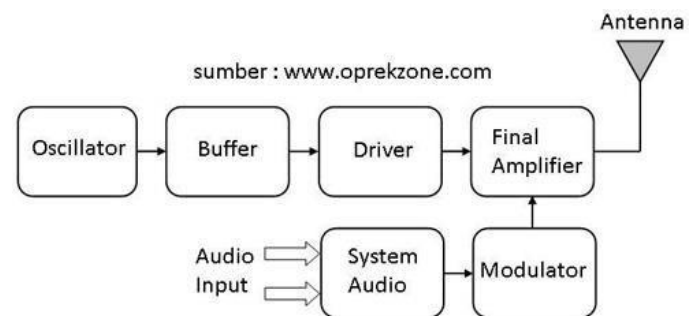 Antenna
sumber : www.oprekzone.com
Oscillator
Buffer
Driver
Final
Amplifier
Audio
Input
System
Audio
Modulator